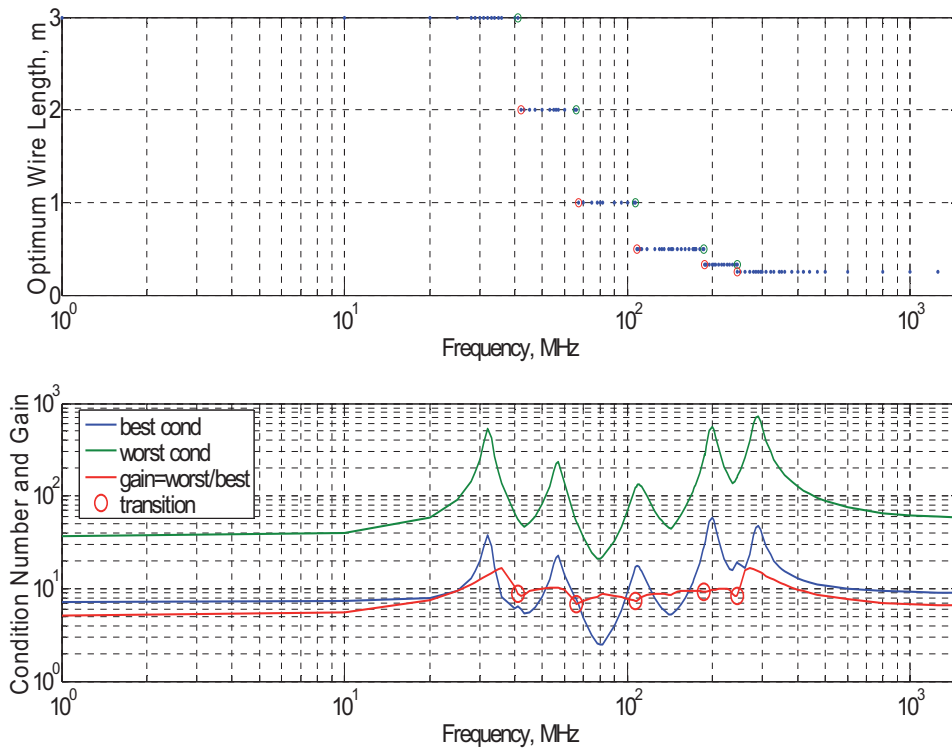 Optimum Wire Length, m
3
2
1
0
10^0
10^1
10^2
10^3
Frequency, MHz
Condition Number and Gain
10^3
10^2
10^1
10^0
best cond
worst cond
gain=worst/best
transition
10^0
10^1
10^2
10^3
Frequency, MHz